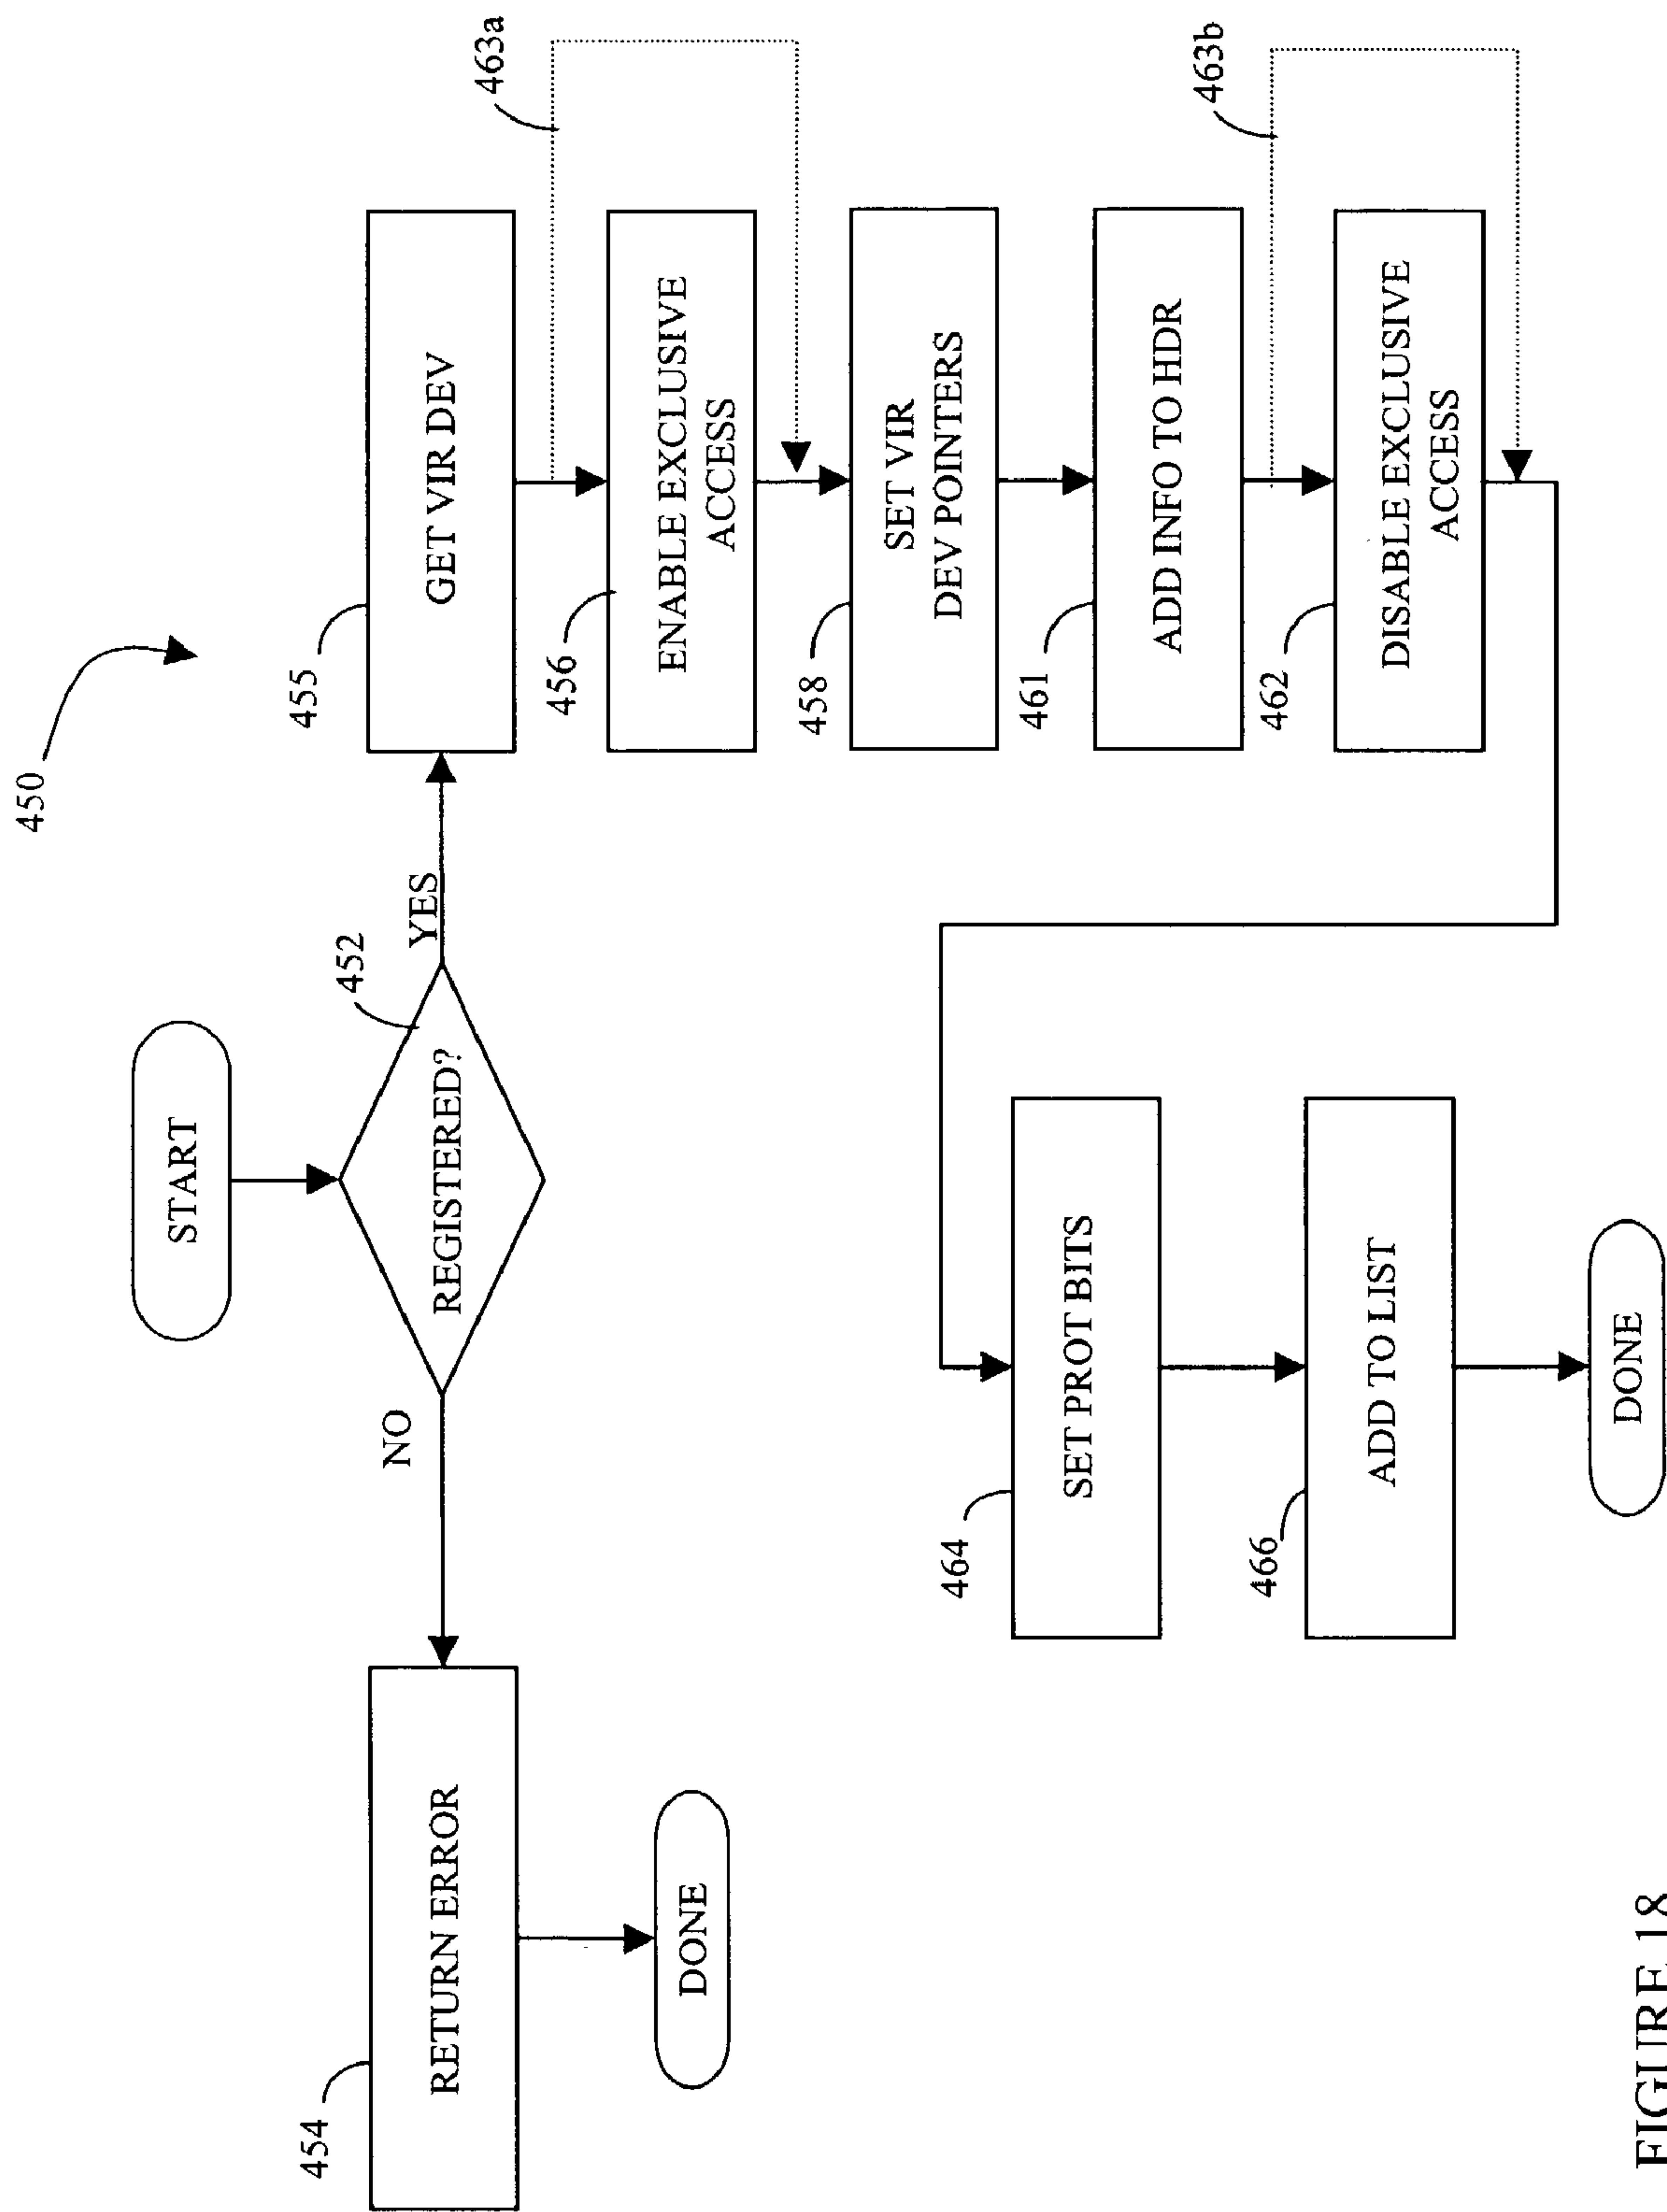 450
START
REGISTERED?
452
NO
YES
454
RETURN ERROR
DONE
455
GET VIR DEV
463a
456
ENABLE EXCLUSIVE
ACCESS
458
SET VIR
DEV POINTERS
461
ADD INFO TO HDR
463b
462
DISABLE EXCLUSIVE
ACCESS
464
SET PROT BITS
466
ADD TO LIST
DONE
FIGURE 18